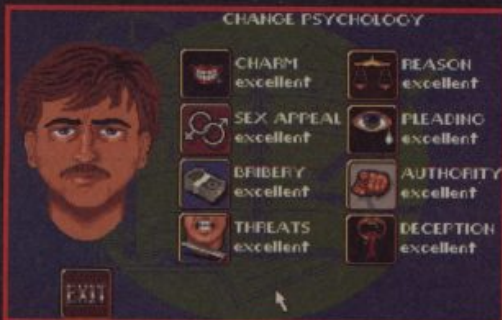 CHANGE PSYCHOLOGY
CHARM
excellent
REASON
excellent
SEX APPEAL
excellent
PLEADING
excellent
BRIBERY
excellent
AUTHORITY
excellent
THREATS
excellent
DECEPTION
excellent
EXIT